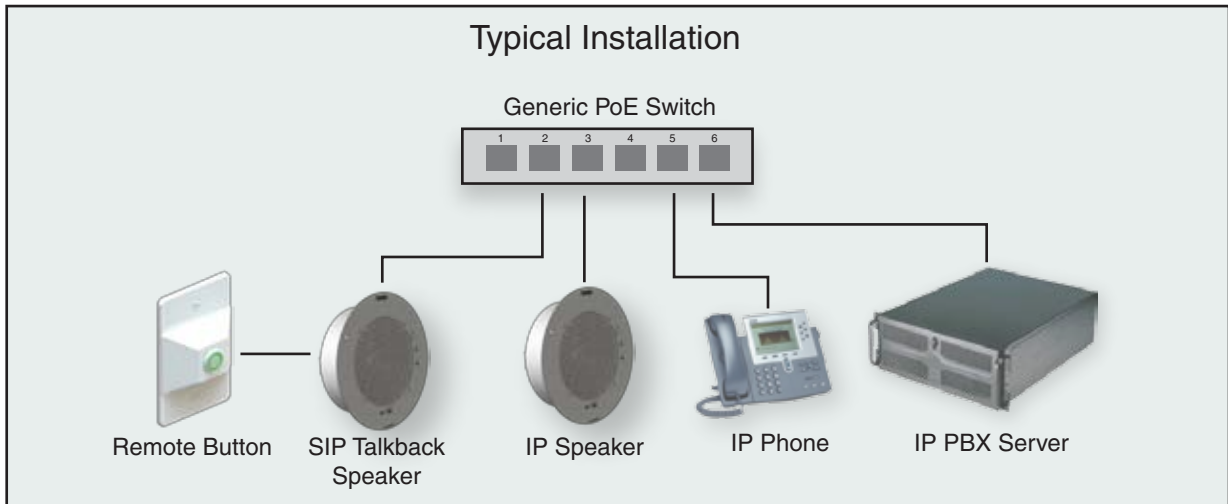 Typical Installation
Generic PoE Switch
1 2 3 4 5 6
Remote Button
SIP Talkback
Speaker
IP Speaker
IP Phone
IP PBX Server